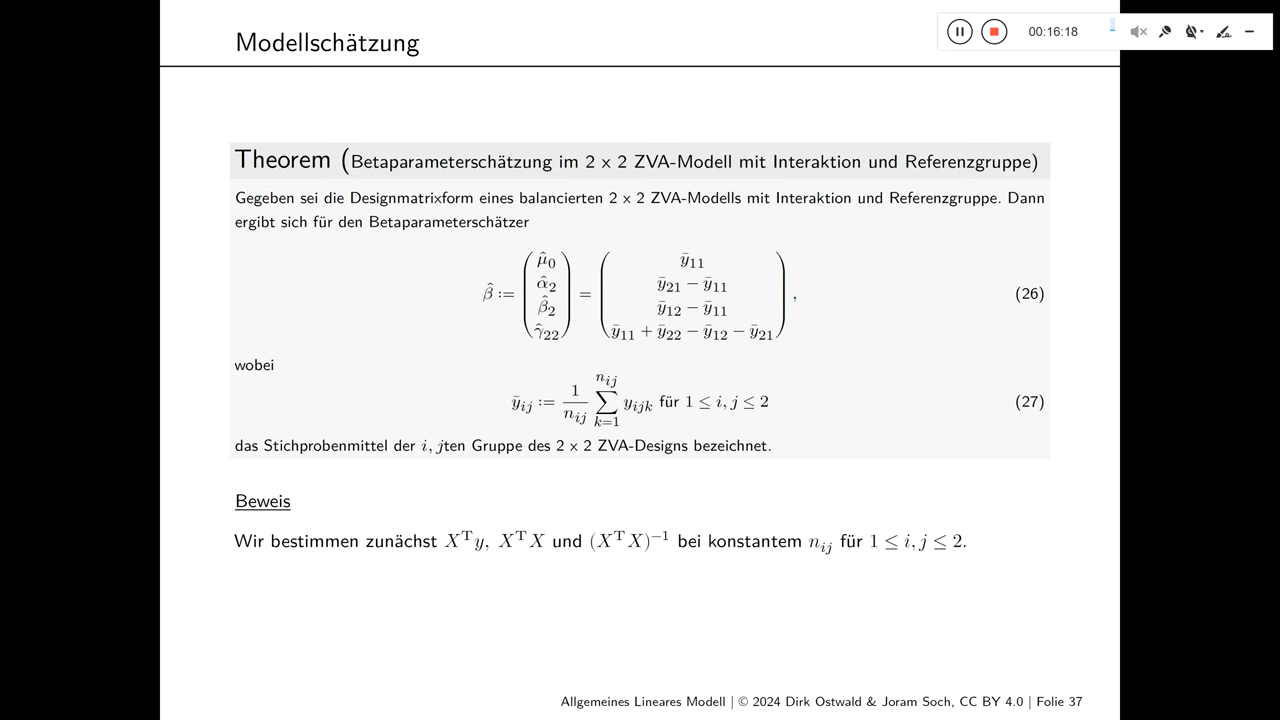 Modellschätzung
00:16:18
Theorem (Betaparameterschätzung im 2 × 2 ZVA-Modell mit Interaktion und Referenzgruppe)
Gegeben sei die Designmatrixform eines balancierten 2 × 2 ZVA-Modells mit Interaktion und Referenzgruppe. Dann
ergibt sich für den Betaparameterschätzer
β̂ := (μ̂₀, α̂₂, β̂₂, γ̂₂₂) = (ȳ₁₁, ȳ₂₁ − ȳ₁₁, ȳ₁₂ − ȳ₁₁, ȳ₁₁ + ȳ₂₂ − ȳ₁₂ − ȳ₂₁), (26)
wobei
ȳᵢⱼ := 1/nᵢⱼ ∑_{k=1}^{nᵢⱼ} yᵢⱼₖ für 1 ≤ i, j ≤ 2 (27)
das Stichprobenmittel der i, jten Gruppe des 2 × 2 ZVA-Designs bezeichnet.
Beweis
Wir bestimmen zunächst XᵀY, XᵀX und (XᵀX)⁻¹ bei konstantem nᵢⱼ für 1 ≤ i, j ≤ 2.
Allgemeines Lineares Modell | © 2024 Dirk Ostwald & Joram Soch, CC BY 4.0 | Folie 37